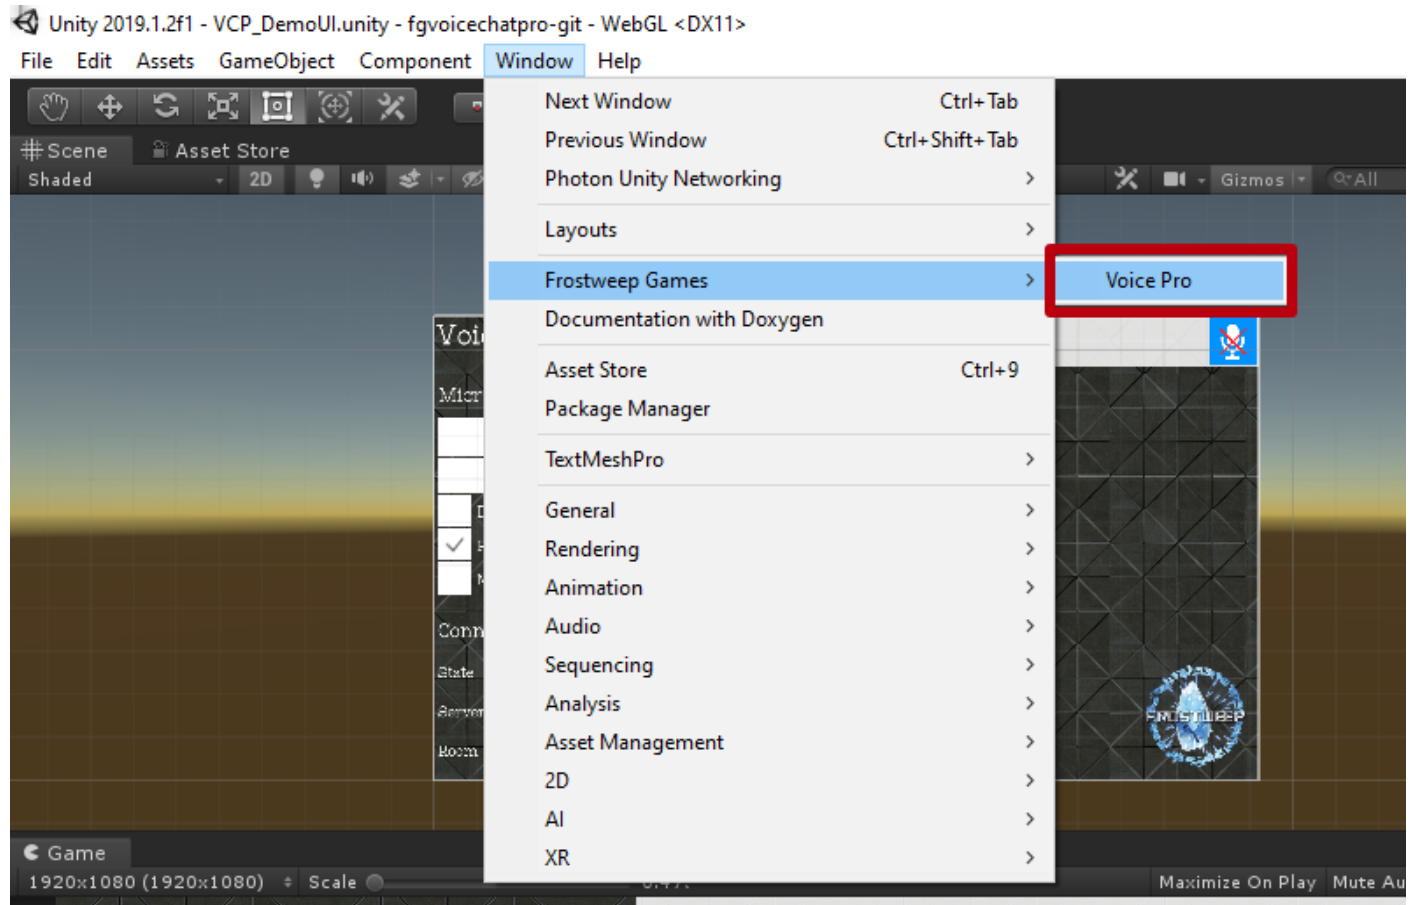 Unity 2019.1.2f1 - VCP_DemoUI.unity - fgvoicechatpro-git - WebGL <DX11>
File Edit Assets GameObject Component Window Help
Next Window Ctrl+Tab
Scene Asset Store
Previous Window Ctrl+Shift+Tab
Shaded 2D
Photon Unity Networking
Gizmos All
Layouts
Frostweep Games
Voice Pro
Documentation with Doxygen
Asset Store Ctrl+9
Package Manager
TextMeshPro
General
Rendering
Animation
Audio
Sequencing
State
Analysis
Asset Management
Room
FROSTWEEP
2D
AI
XR
Game
1920x1080 (1920x1080) Scale
Maximize On Play Mute Au